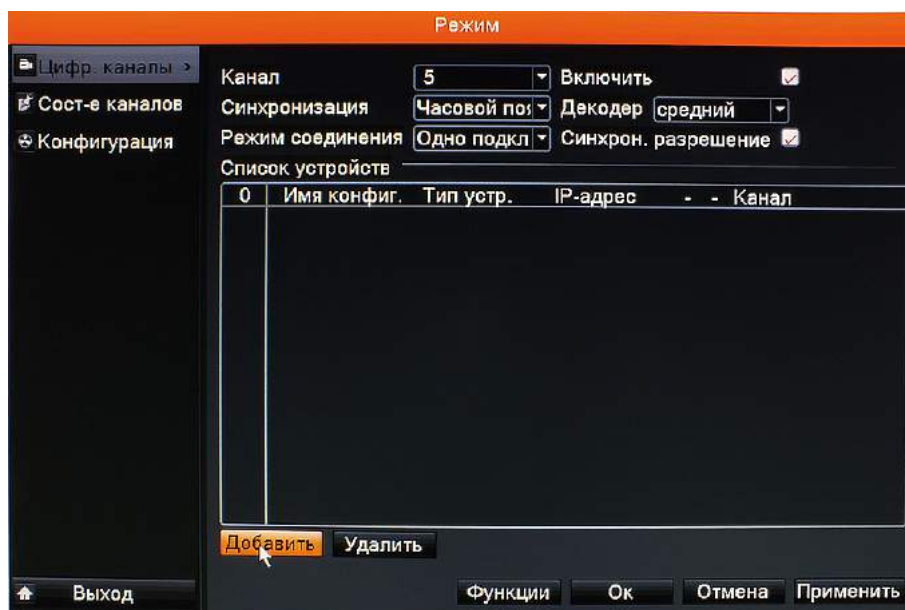 Режим
Цифр. каналы >
Сост-е каналов
Конфигурация
Канал 5 Включить
Синхронизация Часовой поя Декодер средний
Режим соединения Одно подкл Синхрон. разрешение
Список устройств
0 Имя конфиг. Тип устр. IP-адрес - - Канал
Добавить Удалить
Выход Функции Ок Отмена Применить